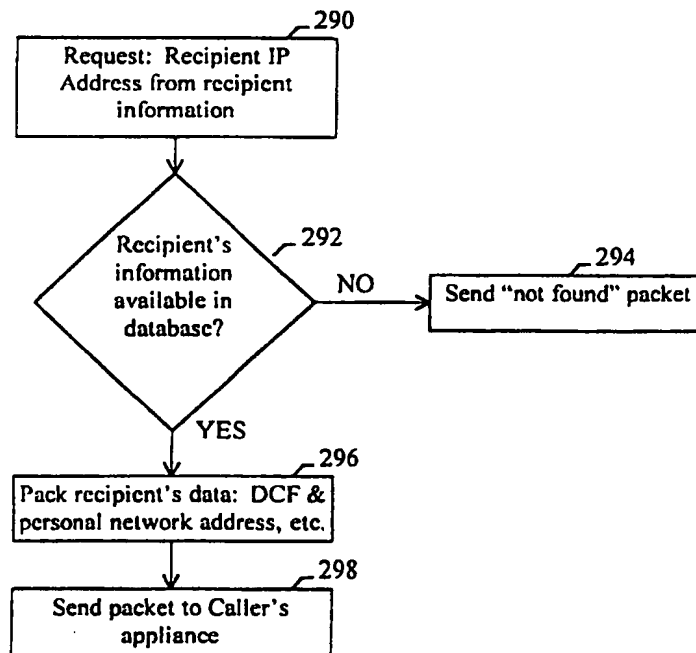 290
Request: Recipient IP
Address from recipient
information
292
Recipient's
information
available in
database?
NO
294
Send "not found" packet
YES
296
Pack recipient's data: DCF &
personal network address, etc.
298
Send packet to Caller's
appliance